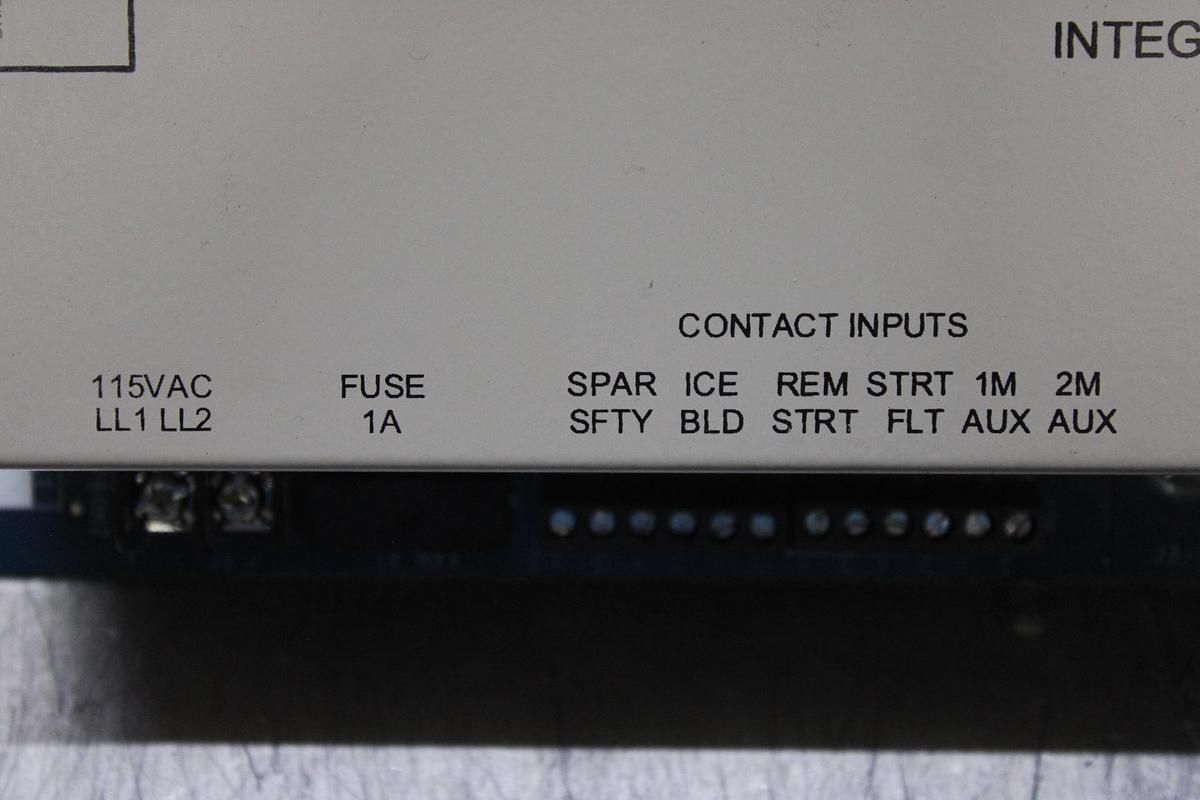 INTEG
CONTACT INPUTS
115VAC FUSE SPAR ICE REM STRT 1M 2M
LL1 LL2 1A SFTY BLD STRT FLT AUX AUX